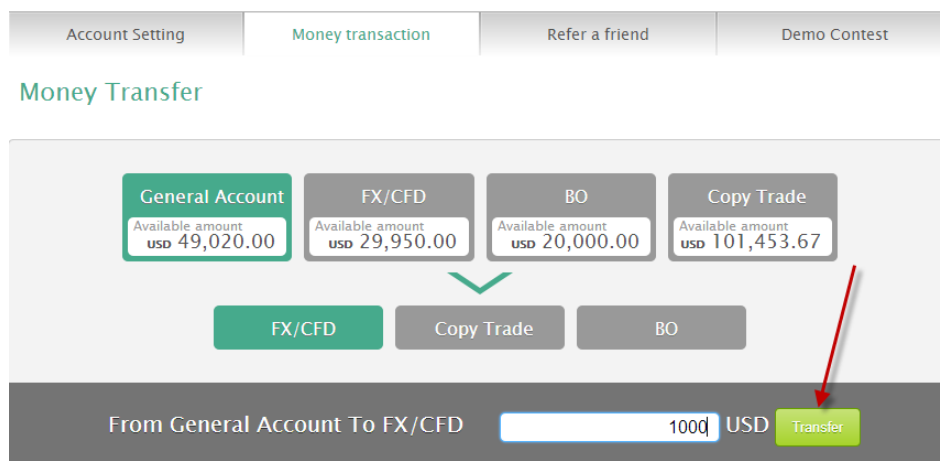 Account Setting Money transaction Refer a friend Demo Contest
Money Transfer
General Account FX/CFD BO Copy Trade
Available amount Available amount Available amount Available amount
USD 49,020.00 USD 29,950.00 USD 20,000.00 USD 101,453.67
FX/CFD Copy Trade BO
From General Account To FX/CFD 1000 USD Transfer